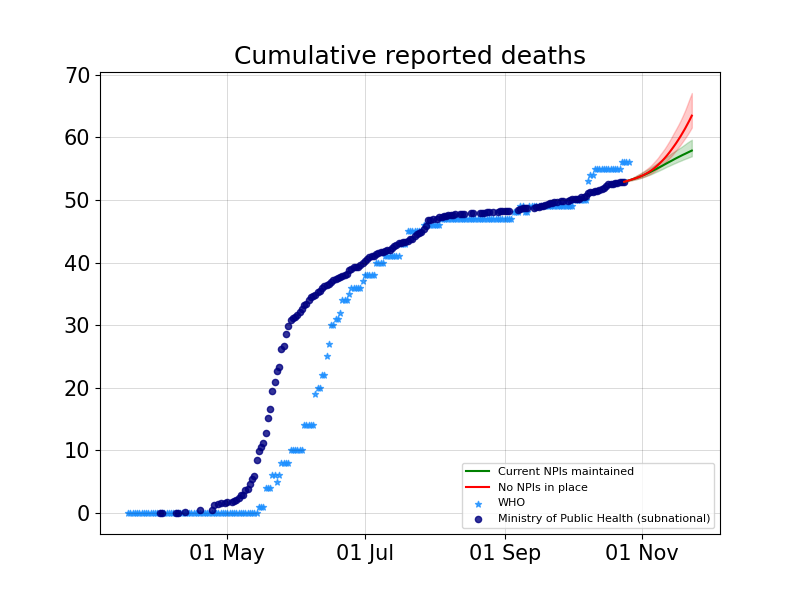 Cumulative reported deaths
70
60
50
40
30
20
10
0
01 May 01 Jul 01 Sep 01 Nov
Current NPIs maintained
No NPIs in place
WHO
Ministry of Public Health (subnational)